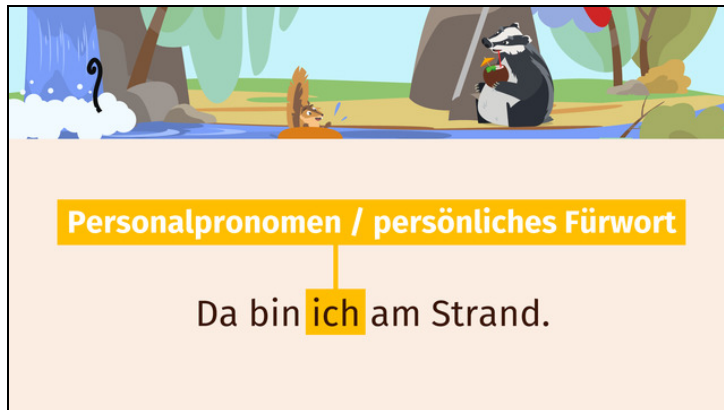 Personalpronomen / persönliches Fürwort
Da bin ich am Strand.